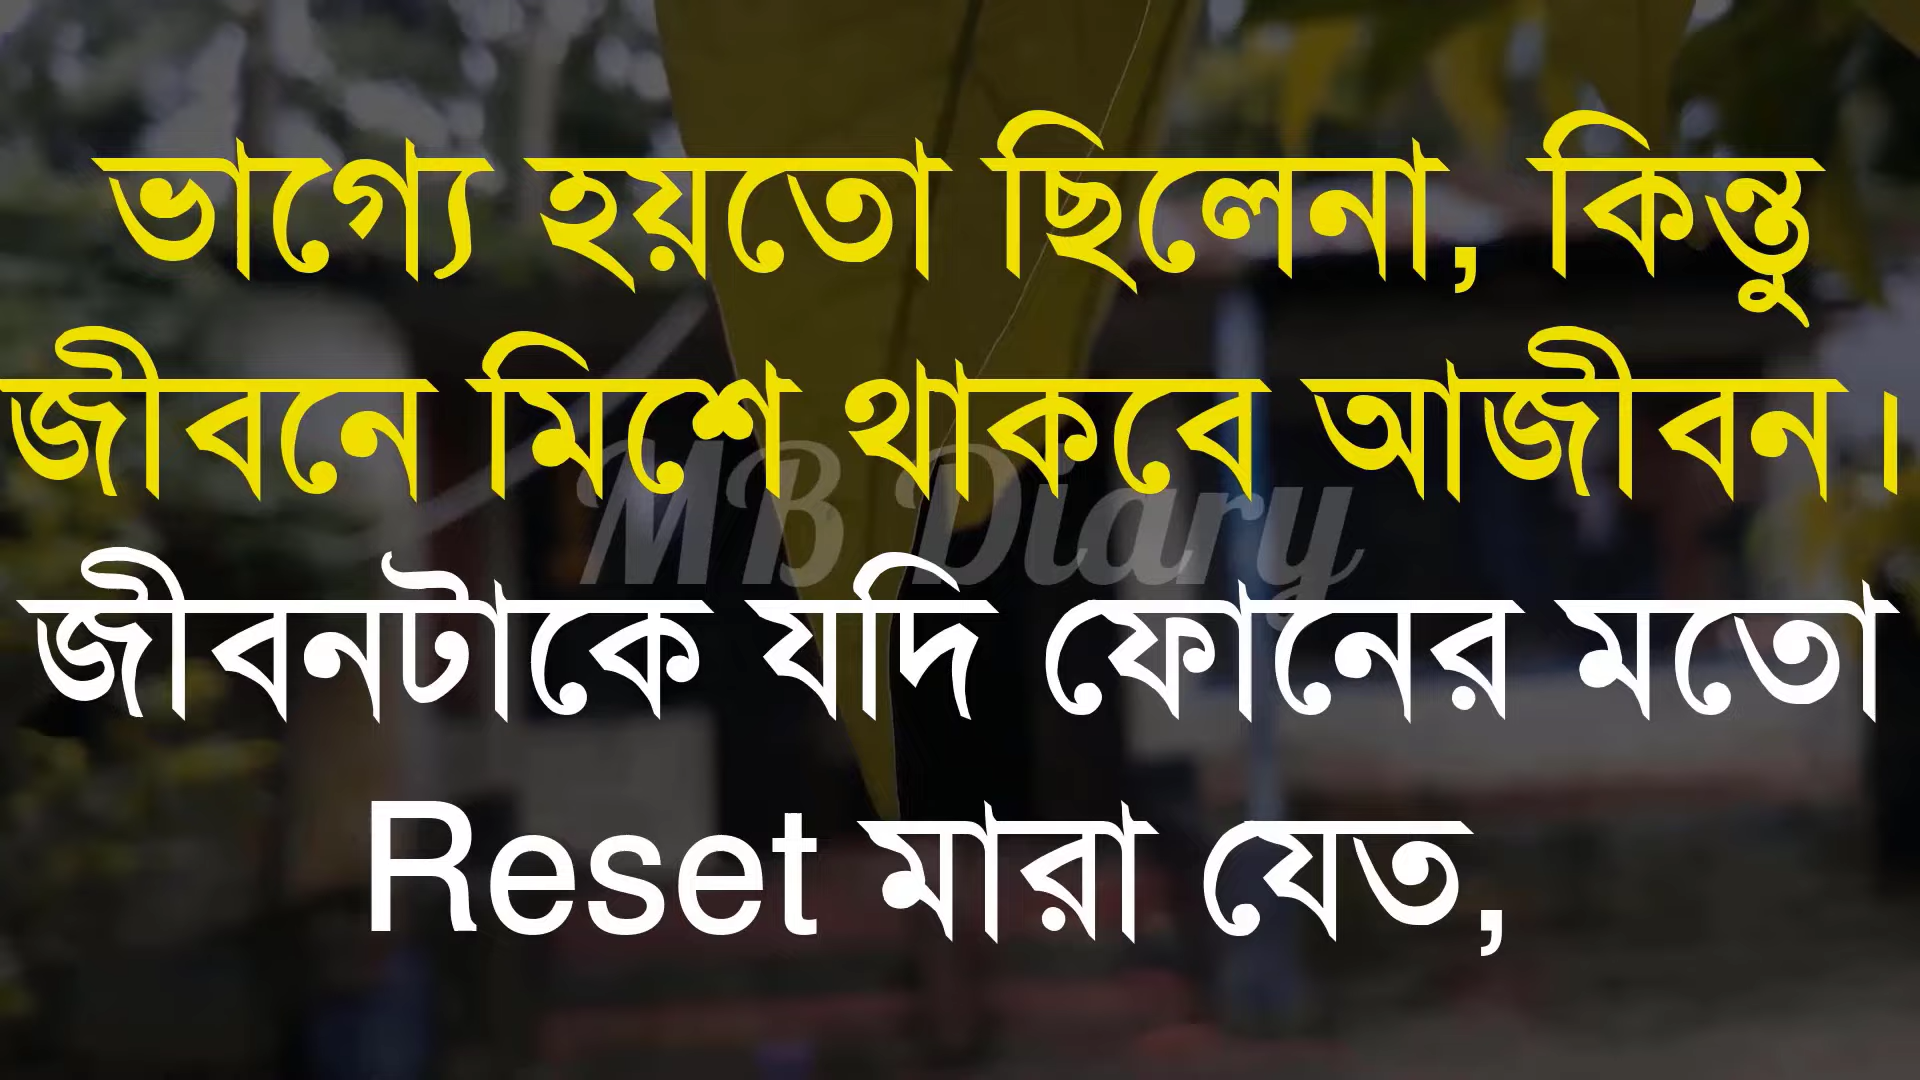 ভাগ্যে হয়তো ছিলেনা, কিন্তু
জীবনে মিশে থাকবে আজীবন।
MB Diary
জীবনটাকে যদি ফোনের মতো
Reset মারা যেত,